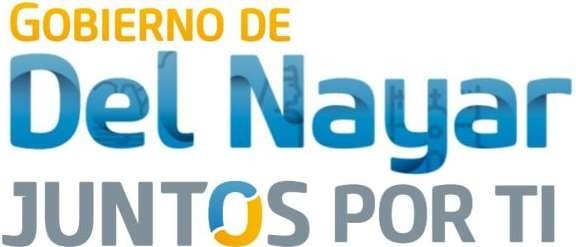 GOBIERNO DE
Del Nayar
JUNTOS POR TI